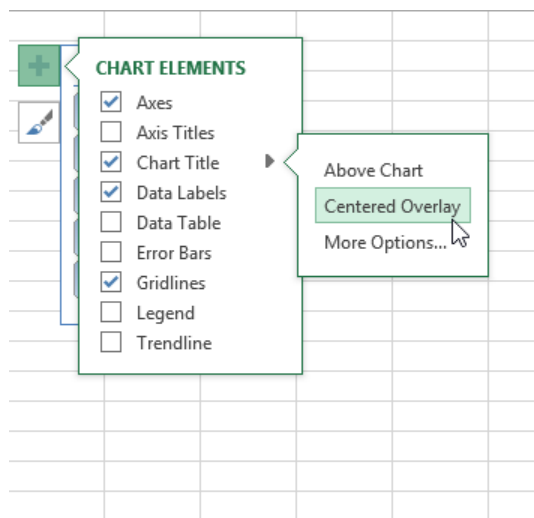 CHART ELEMENTS
Axes
Axis Titles
Chart Title
Data Labels
Data Table
Error Bars
Gridlines
Legend
Trendline
Above Chart
Centered Overlay
More Options...